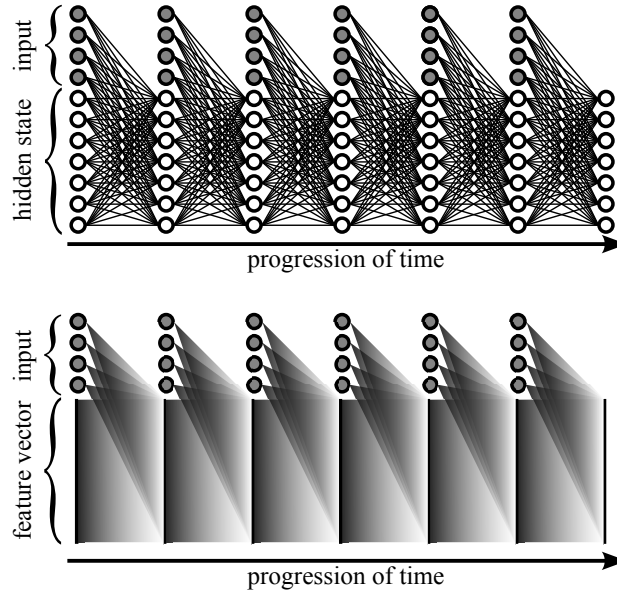 input
hidden state
progression of time
input
feature vector
progression of time